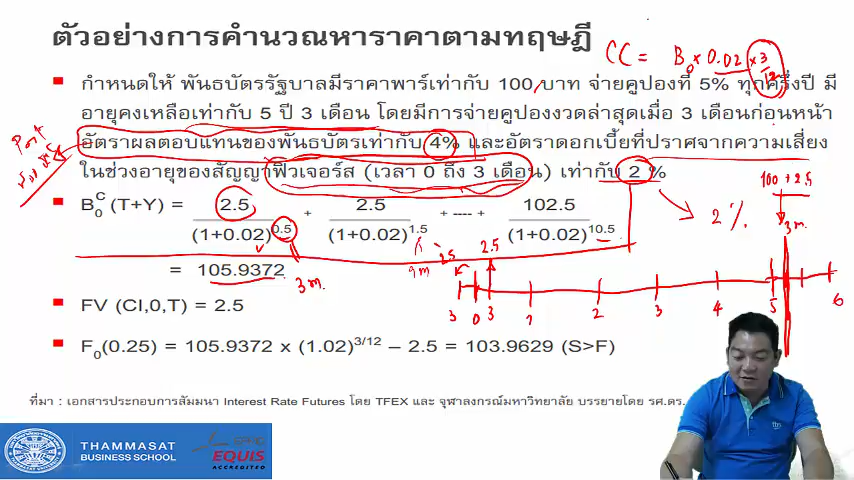 ตัวอย่างการคำนวณหาราคาตามทฤษฎี
CC = B₀ × 0.02 × 3/12
กำหนดให้ พันธบัตรรัฐบาลมีราคาพาร์เท่ากับ 100 บาท จ่ายคูปองที่ 5% ทุกครึ่งปี มี
อายุคงเหลือเท่ากับ 5 ปี 3 เดือน โดยมีการจ่ายคูปองงวดล่าสุดเมื่อ 3 เดือนก่อนหน้า
อัตราผลตอบแทนของพันธบัตรเท่ากับ 4% และอัตราดอกเบี้ยที่ปราศจากความเสี่ยง
ในช่วงอายุของสัญญาฟิวเจอร์ส (เวลา 0 ถึง 3 เดือน) เท่ากับ 2 %
100 + 2.5
2 %
3 m.
B₀ᶜ (T+Y) = 2.5 / (1+0.02)^0.5 + 2.5 / (1+0.02)^1.5 + ---- + 102.5 / (1+0.02)^10.5
= 105.9372
3 m.
9 m
2.5 2.5
3 0 3 1 2 3 4 5 6
FV (CI,0,T) = 2.5
F₀(0.25) = 105.9372 x (1.02)^3/12 – 2.5 = 103.9629 (S>F)
ที่มา : เอกสารประกอบการสัมมนา Interest Rate Futures โดย TFEX และ จุฬาลงกรณ์มหาวิทยาลัย บรรยายโดย รศ.ดร.
THAMMASAT
BUSINESS SCHOOL
EFMD
EQUIS
ACCREDITED